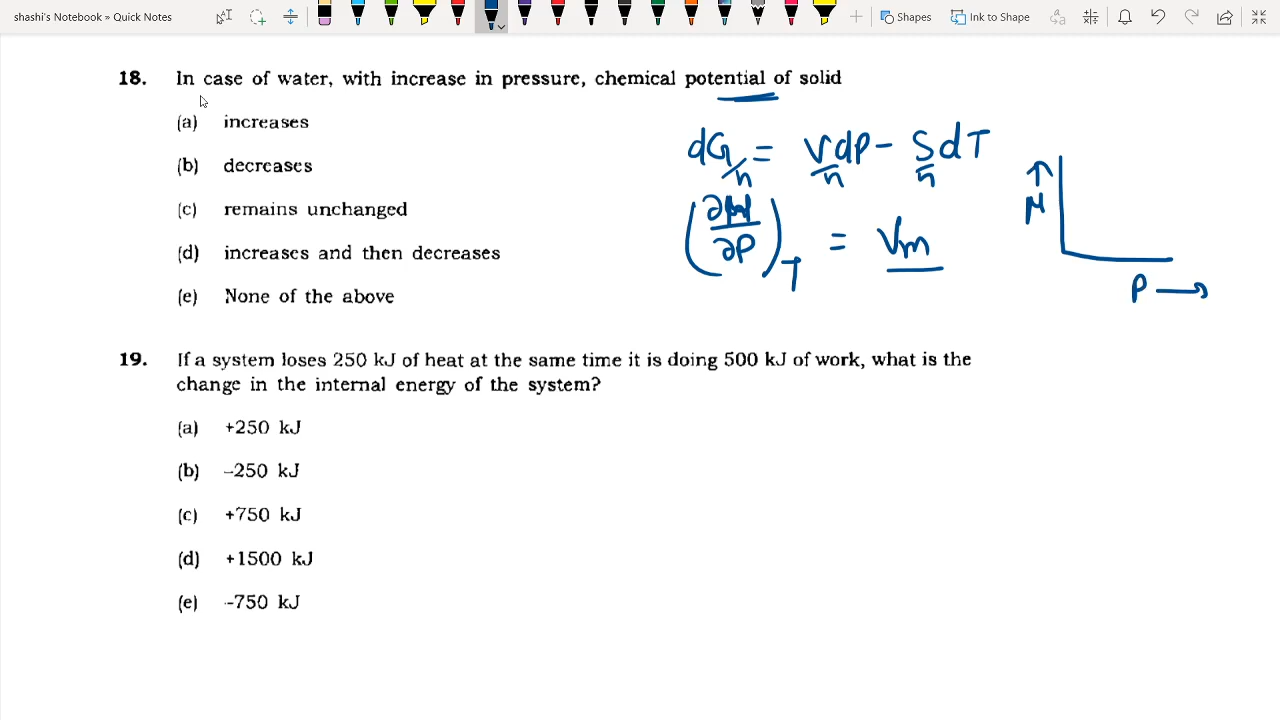 shashi's Notebook » Quick Notes
Shapes
Ink to Shape
18. In case of water, with increase in pressure, chemical potential of solid
(a) increases
(b) decreases
(c) remains unchanged
(d) increases and then decreases
(e) None of the above
dG/n = V/n dP - S/n dT
(∂μ/∂P)T = Vm
μ
P
19. If a system loses 250 kJ of heat at the same time it is doing 500 kJ of work, what is the
change in the internal energy of the system?
(a) +250 kJ
(b) -250 kJ
(c) +750 kJ
(d) +1500 kJ
(e) -750 kJ